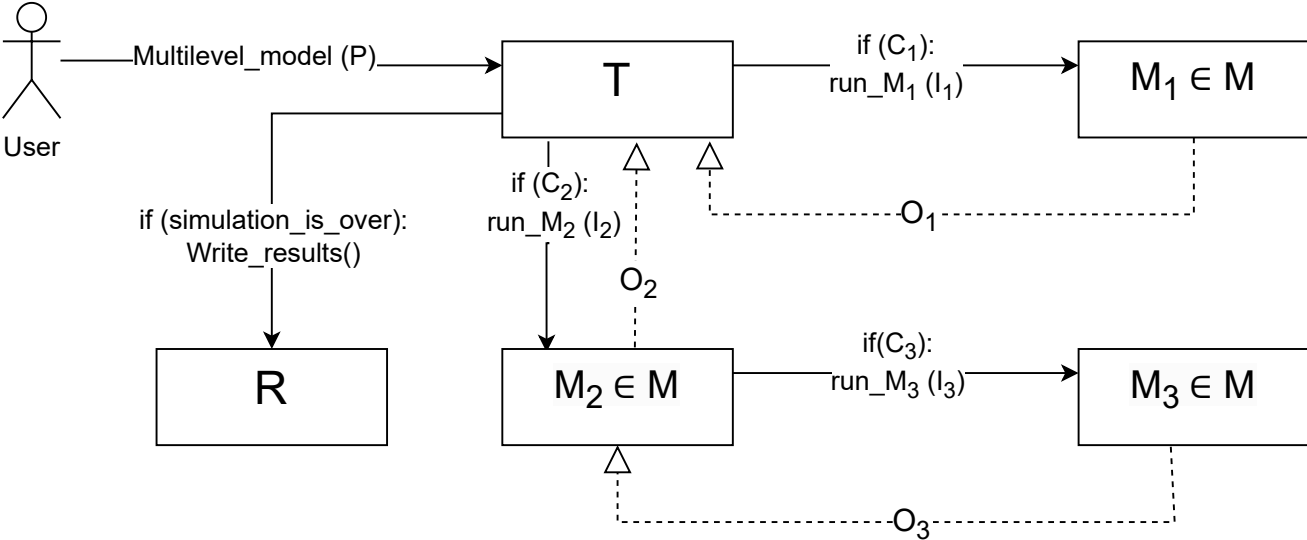 Multilevel_model (P)
T
if (C₁):
run_M₁ (I₁)
M₁ ∈ M
User
if (C₂):
run_M₂ (I₂)
O₁
if (simulation_is_over):
Write_results()
O₂
R
M₂ ∈ M
if(C₃):
run_M₃ (I₃)
M₃ ∈ M
O₃